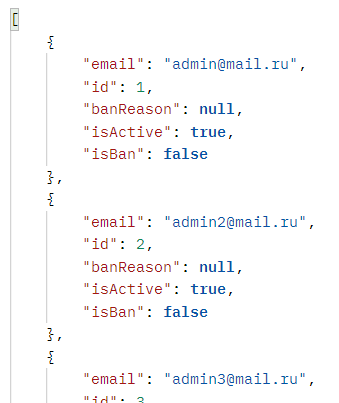 [
{
"email": "admin@mail.ru",
"id": 1,
"banReason": null,
"isActive": true,
"isBan": false
},
{
"email": "admin2@mail.ru",
"id": 2,
"banReason": null,
"isActive": true,
"isBan": false
},
{
"email": "admin3@mail.ru",
"id": 3